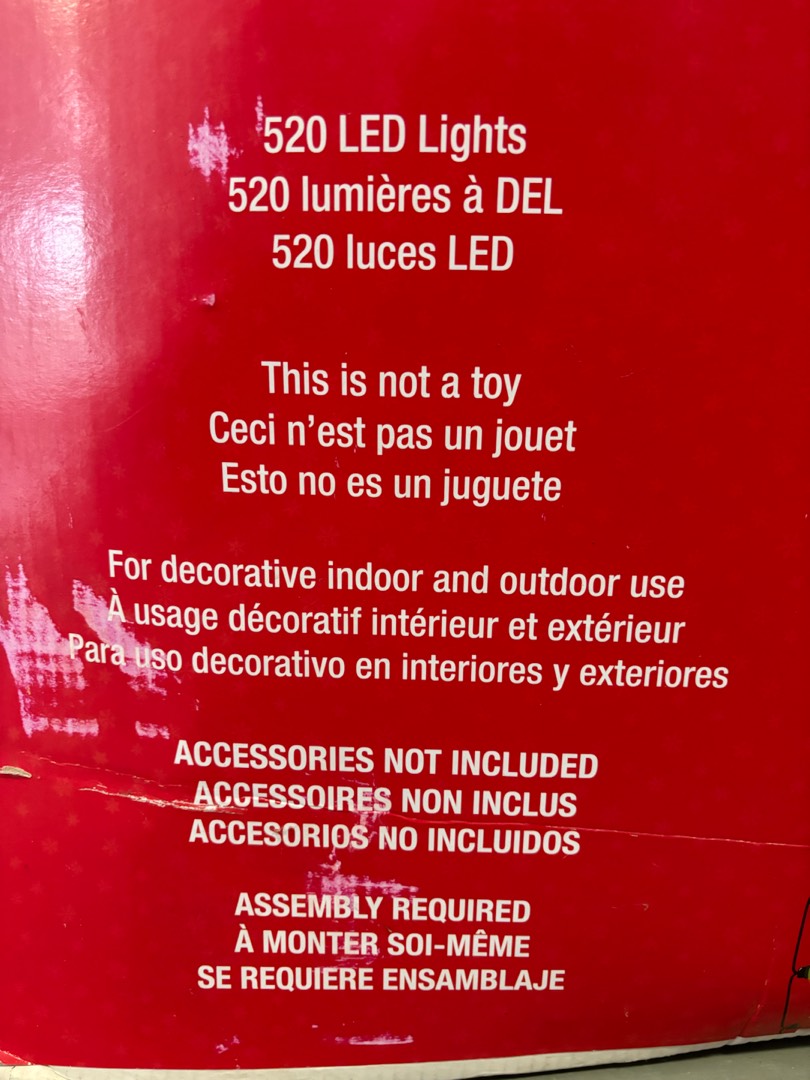 520 LED Lights
520 lumières à DEL
520 luces LED
This is not a toy
Ceci n'est pas un jouet
Esto no es un juguete
For decorative indoor and outdoor use
À usage décoratif intérieur et extérieur
Para uso decorativo en interiores y exteriores
ACCESSORIES NOT INCLUDED
ACCESSOIRES NON INCLUS
ACCESORIOS NO INCLUIDOS
ASSEMBLY REQUIRED
À MONTER SOI-MÊME
SE REQUIERE ENSAMBLAJE